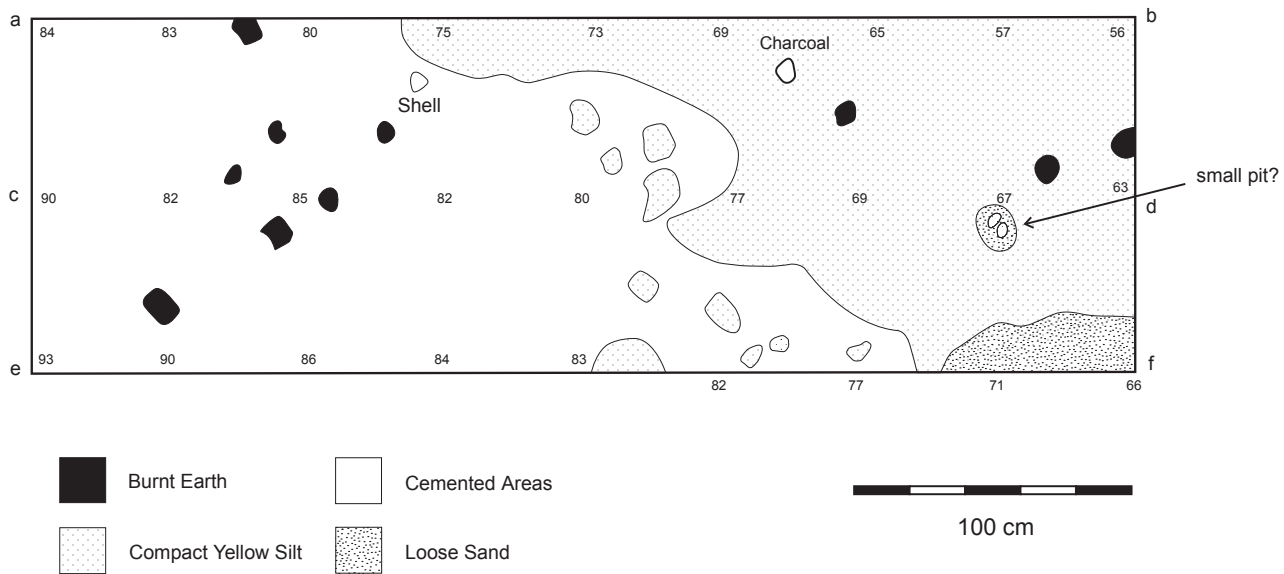 a b
84 83 80 75 73 69 65 57 56
Charcoal
Shell
small pit?
c 90 82 85 82 80 77 69 67 63 d
93 90 86 84 83
e f
82 77 71 66
Burnt Earth Cemented Areas
100 cm
Compact Yellow Silt Loose Sand